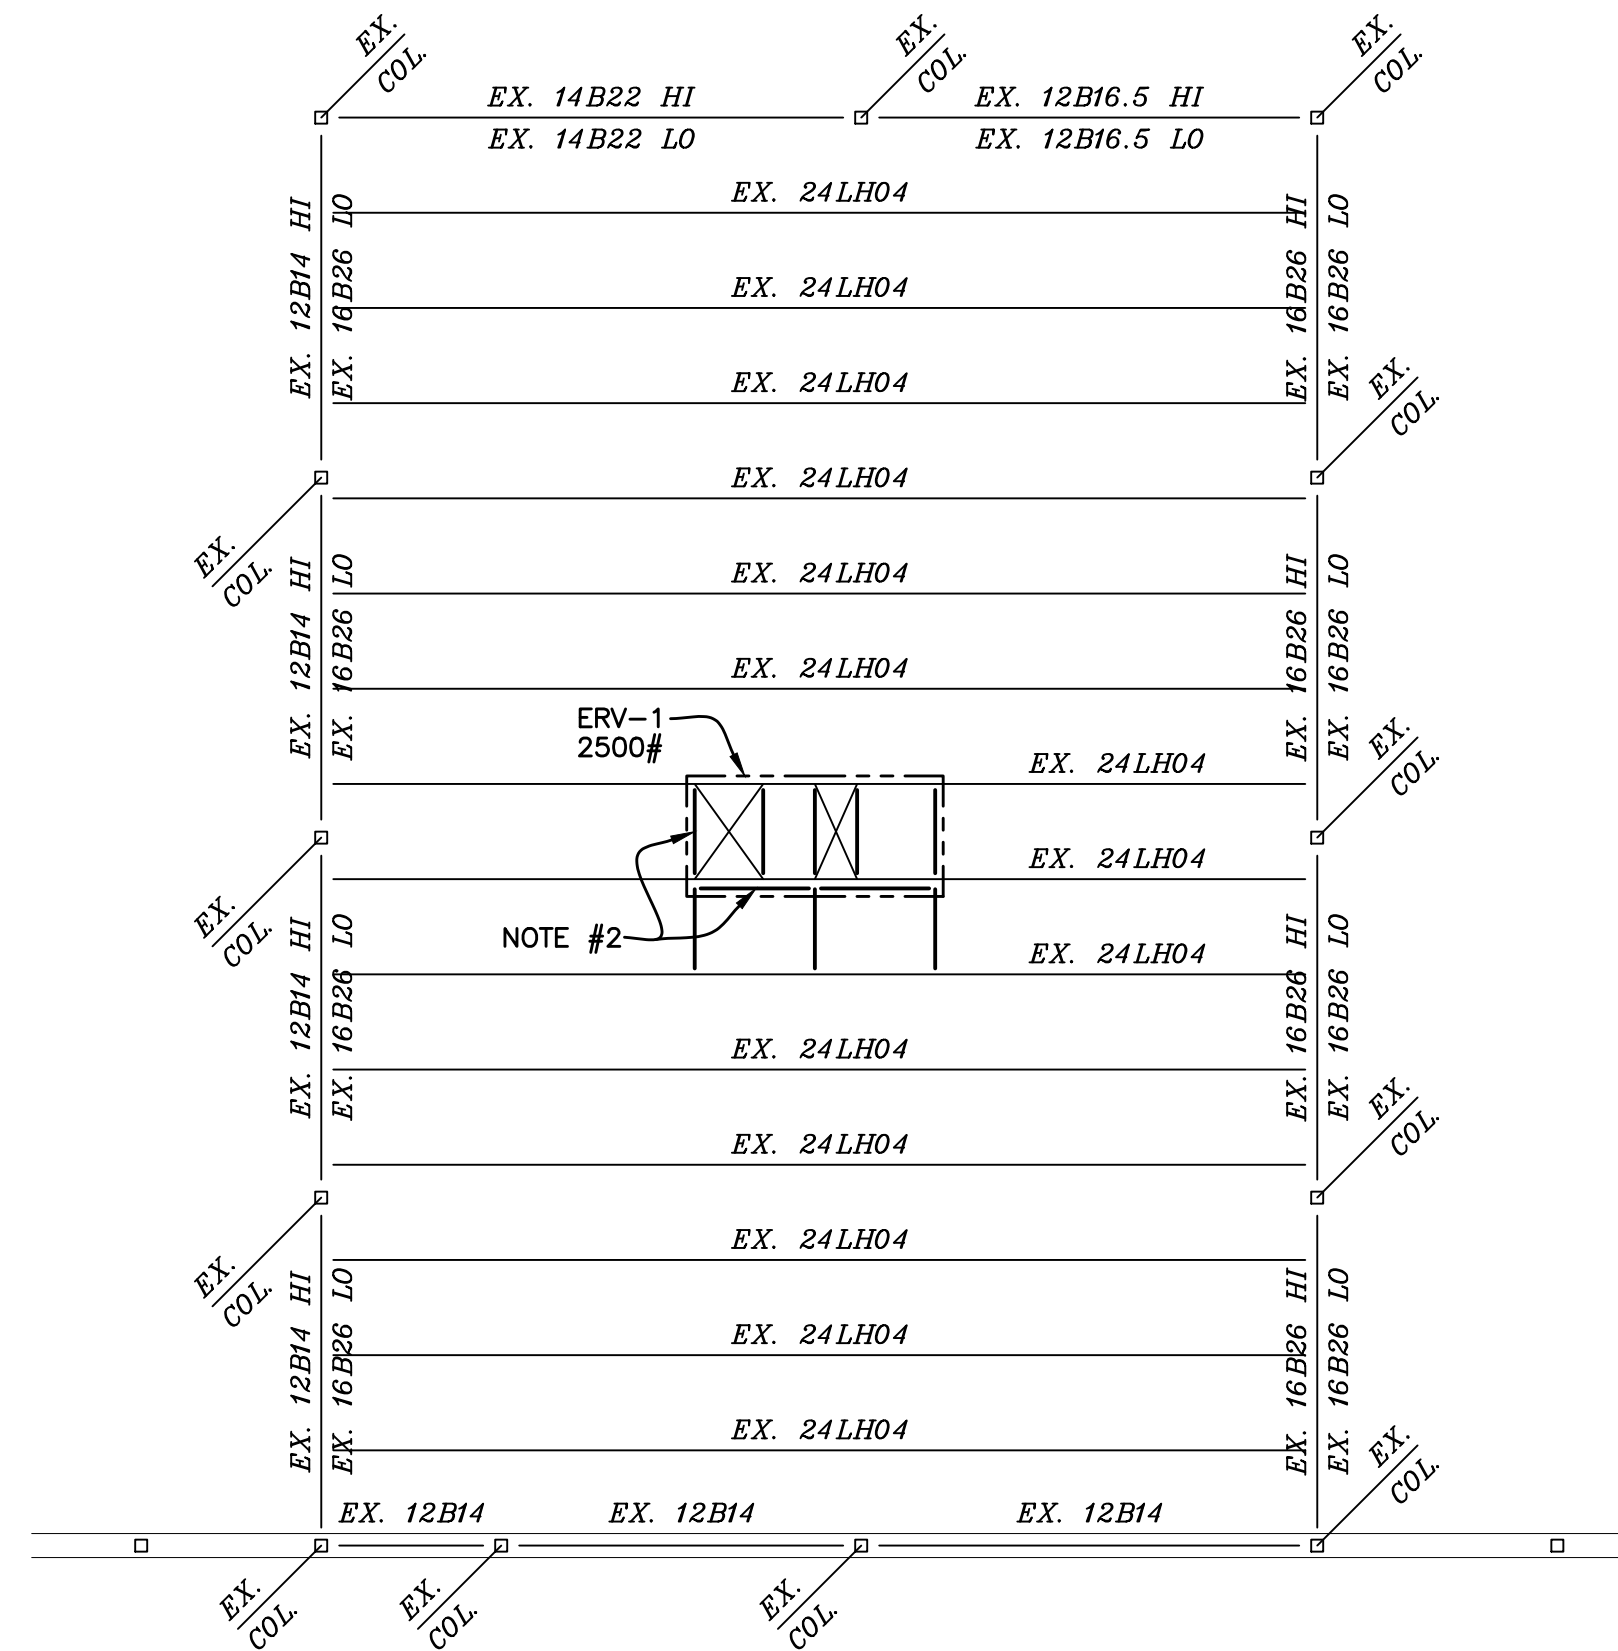 EX.
COL.
EX.
COL.
EX.
COL.
EX. 14B22 HI
EX. 12B16.5 HI
EX. 14B22 LO
EX. 12B16.5 LO
EX. 24LH04
EX. 12B14 HI
EX. 16B26 LO
EX. 16B26 HI
EX. 16B26 LO
EX. 24LH04
EX. 24LH04
EX.
COL.
EX. 24LH04
EX.
COL.
EX. 24LH04
EX. 12B14 HI
EX. 16B26 LO
EX. 16B26 HI
EX. 16B26 LO
EX. 24LH04
ERV-1
2500#
EX. 24LH04
EX.
COL.
EX. 24LH04
EX.
COL.
NOTE #2
EX. 24LH04
EX. 12B14 HI
EX. 16B26 LO
EX. 16B26 HI
EX. 16B26 LO
EX. 24LH04
EX.
COL.
EX. 24LH04
EX. 24LH04
EX.
COL.
EX. 12B14 HI
EX. 16B26 LO
EX. 16B26 HI
EX. 16B26 LO
EX. 24LH04
EX. 24LH04
EX.
COL.
EX. 12B14
EX. 12B14
EX. 12B14
EX.
COL.
EX.
COL.
EX.
COL.